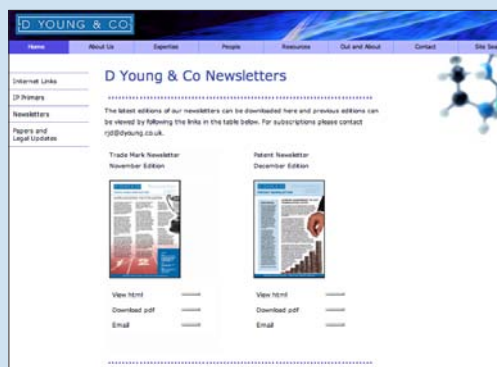 D YOUNG & CO
Home About Us Expertise People Resources Out and About Contact Site Sea
Internet Links
IP Primers
Newsletters
Papers and
Legal Updates
D Young & Co Newsletters
The latest editions of our newsletters can be downloaded here and previous editions can
be viewed by following the links in the table below. For subscriptions please contact
rjd@dyoung.co.uk.
Trade Mark Newsletter
November Edition
Patent Newsletter
December Edition
View html
Download pdf
Email
View html
Download pdf
Email